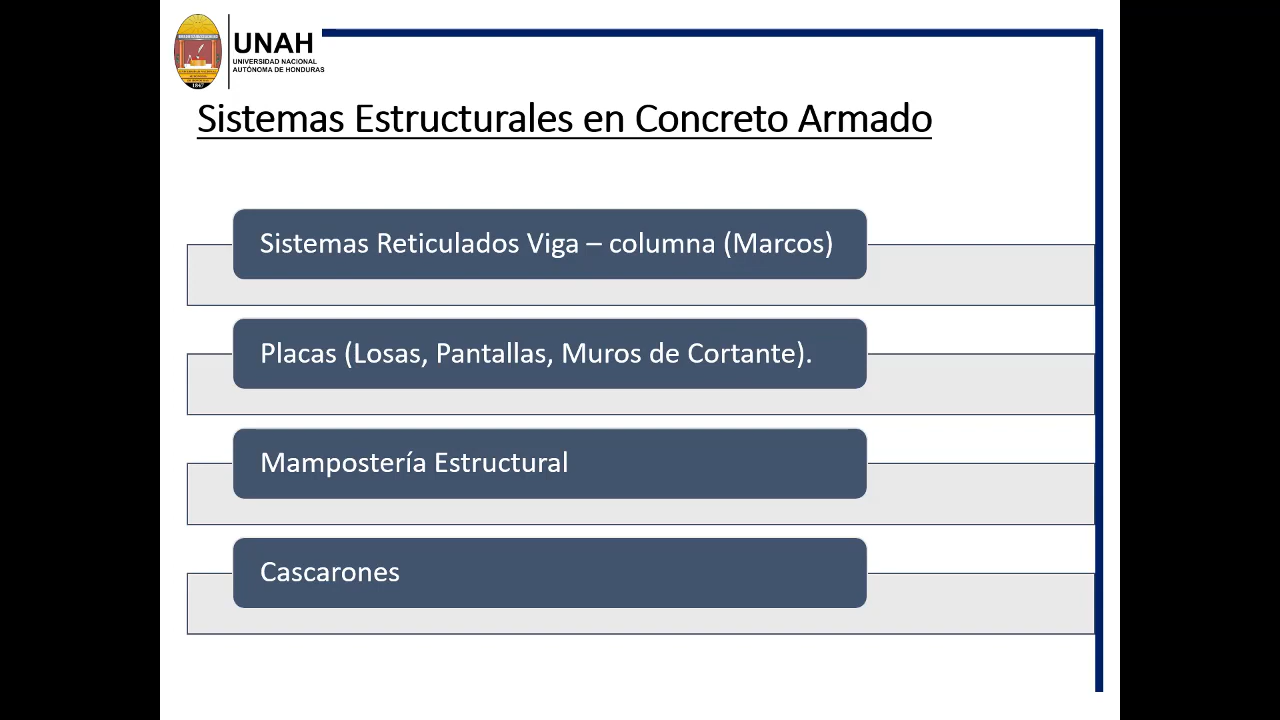 UNAH
UNIVERSIDAD NACIONAL
AUTÓNOMA DE HONDURAS
Sistemas Estructurales en Concreto Armado
Sistemas Reticulados Viga – columna (Marcos)
Placas (Losas, Pantallas, Muros de Cortante).
Mampostería Estructural
Cascarones